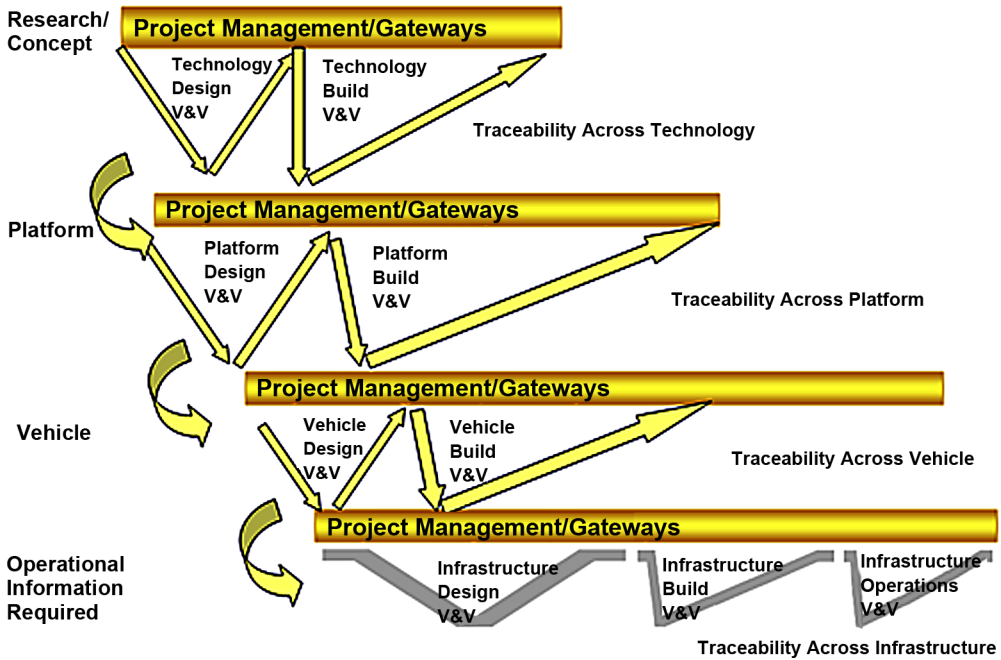 Research/
Concept
Project Management/Gateways
Technology
Design
V&V
Technology
Build
V&V
Traceability Across Technology
Platform
Project Management/Gateways
Platform
Design
V&V
Platform
Build
V&V
Traceability Across Platform
Vehicle
Project Management/Gateways
Vehicle
Design
V&V
Vehicle
Build
V&V
Traceability Across Vehicle
Operational
Information
Required
Project Management/Gateways
Infrastructure
Design
V&V
Infrastructure
Build
V&V
Infrastructure
Operations
V&V
Traceability Across Infrastructure